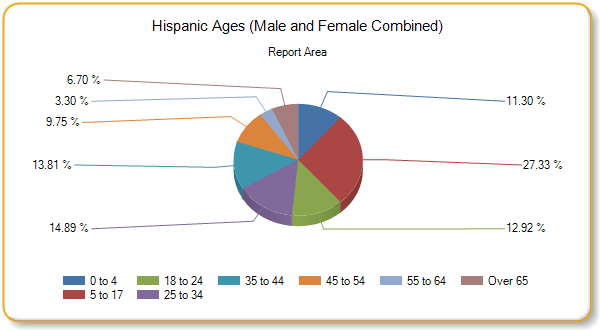 Hispanic Ages (Male and Female Combined)
Report Area
6.70 %
3.30 %
9.75 %
13.81 %
14.89 %
11.30 %
27.33 %
12.92 %
0 to 4 18 to 24 35 to 44 45 to 54 55 to 64 Over 65
5 to 17 25 to 34